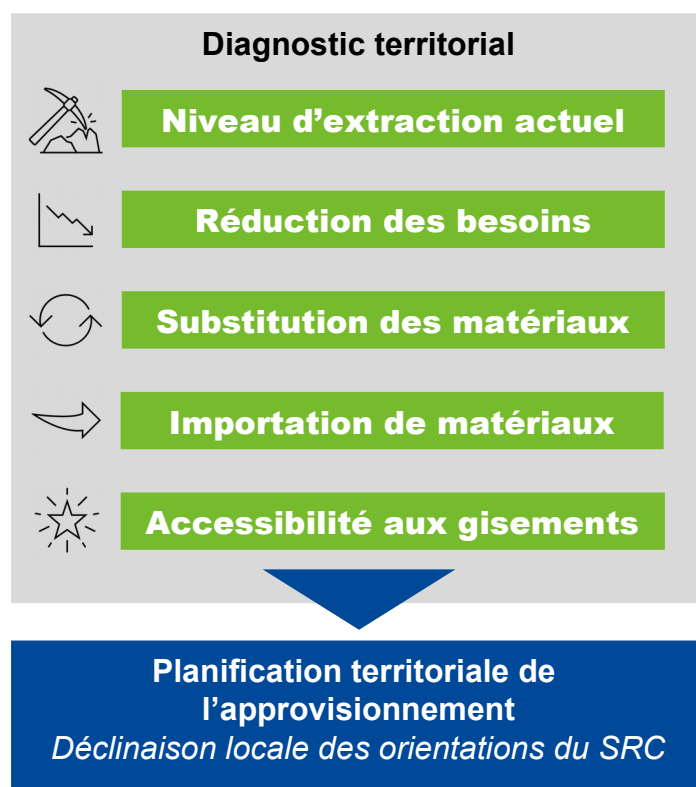 Diagnostic territorial
Niveau d’extraction actuel
Réduction des besoins
Substitution des matériaux
Importation de matériaux
Accessibilité aux gisements
Planification territoriale de
l’approvisionnement
Déclinaison locale des orientations du SRC